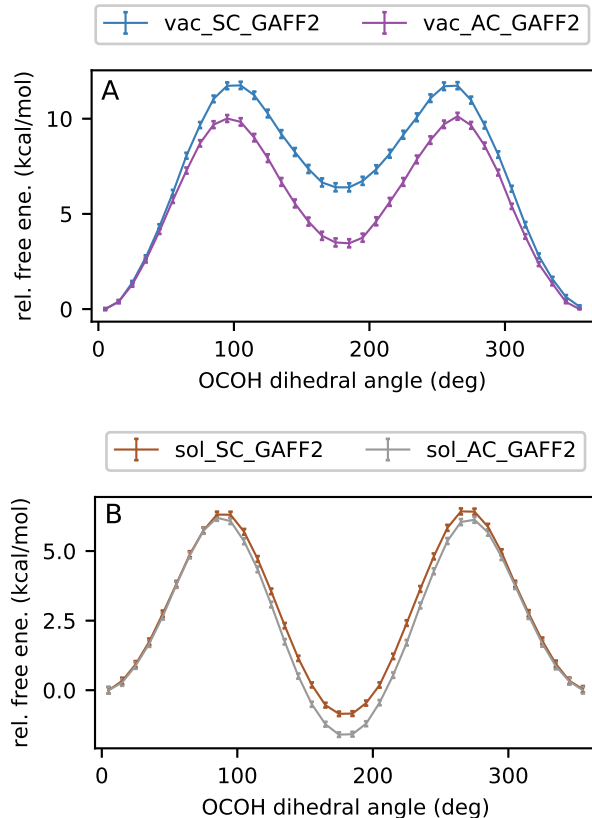 vac_SC_GAFF2 vac_AC_GAFF2
A
10
5
0
rel. free ene. (kcal/mol)
0 100 200 300
OCOH dihedral angle (deg)
sol_SC_GAFF2 sol_AC_GAFF2
B
5.0
2.5
0.0
rel. free ene. (kcal/mol)
0 100 200 300
OCOH dihedral angle (deg)